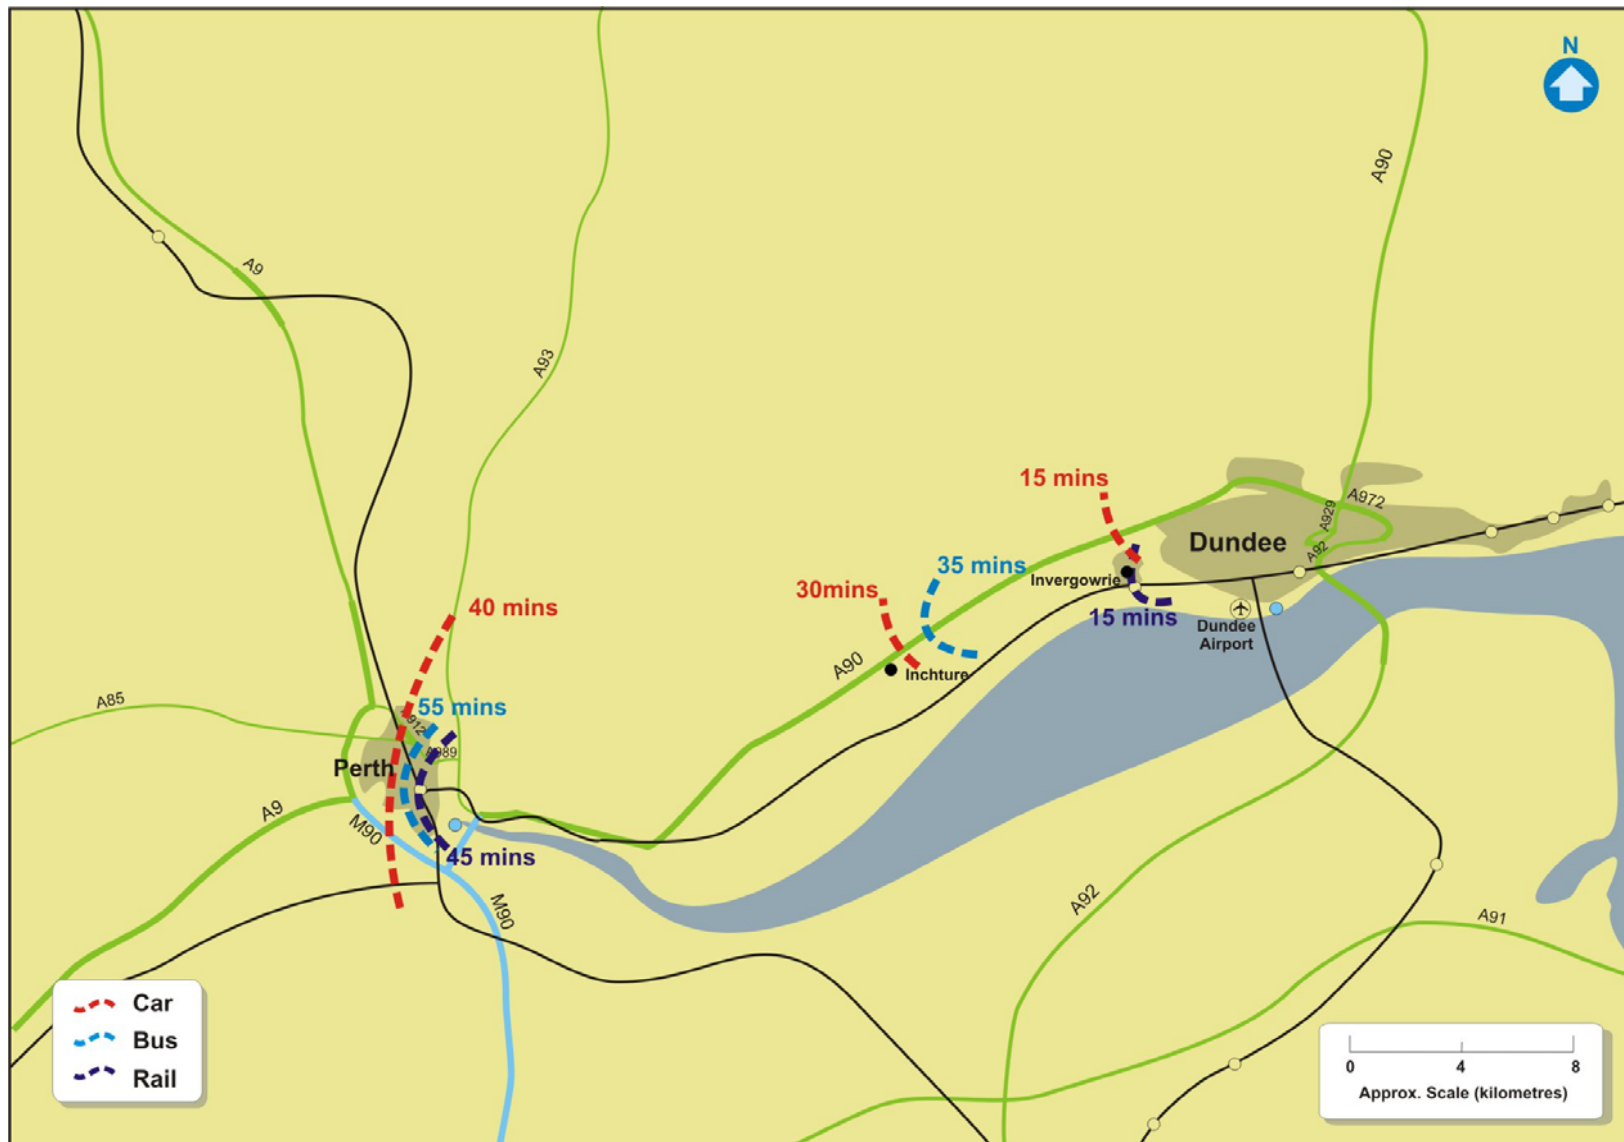 N
A90
A9
A93
15 mins
A972
A929
Dundee
A92
35 mins
Invergowrie
30mins
15 mins
Dundee
Airport
40 mins
A90
Inchture
A85
55 mins
A912
A989
Perth
A9
M90
45 mins
M90
A92
A91
Car
Bus
Rail
0 4 8
Approx. Scale (kilometres)